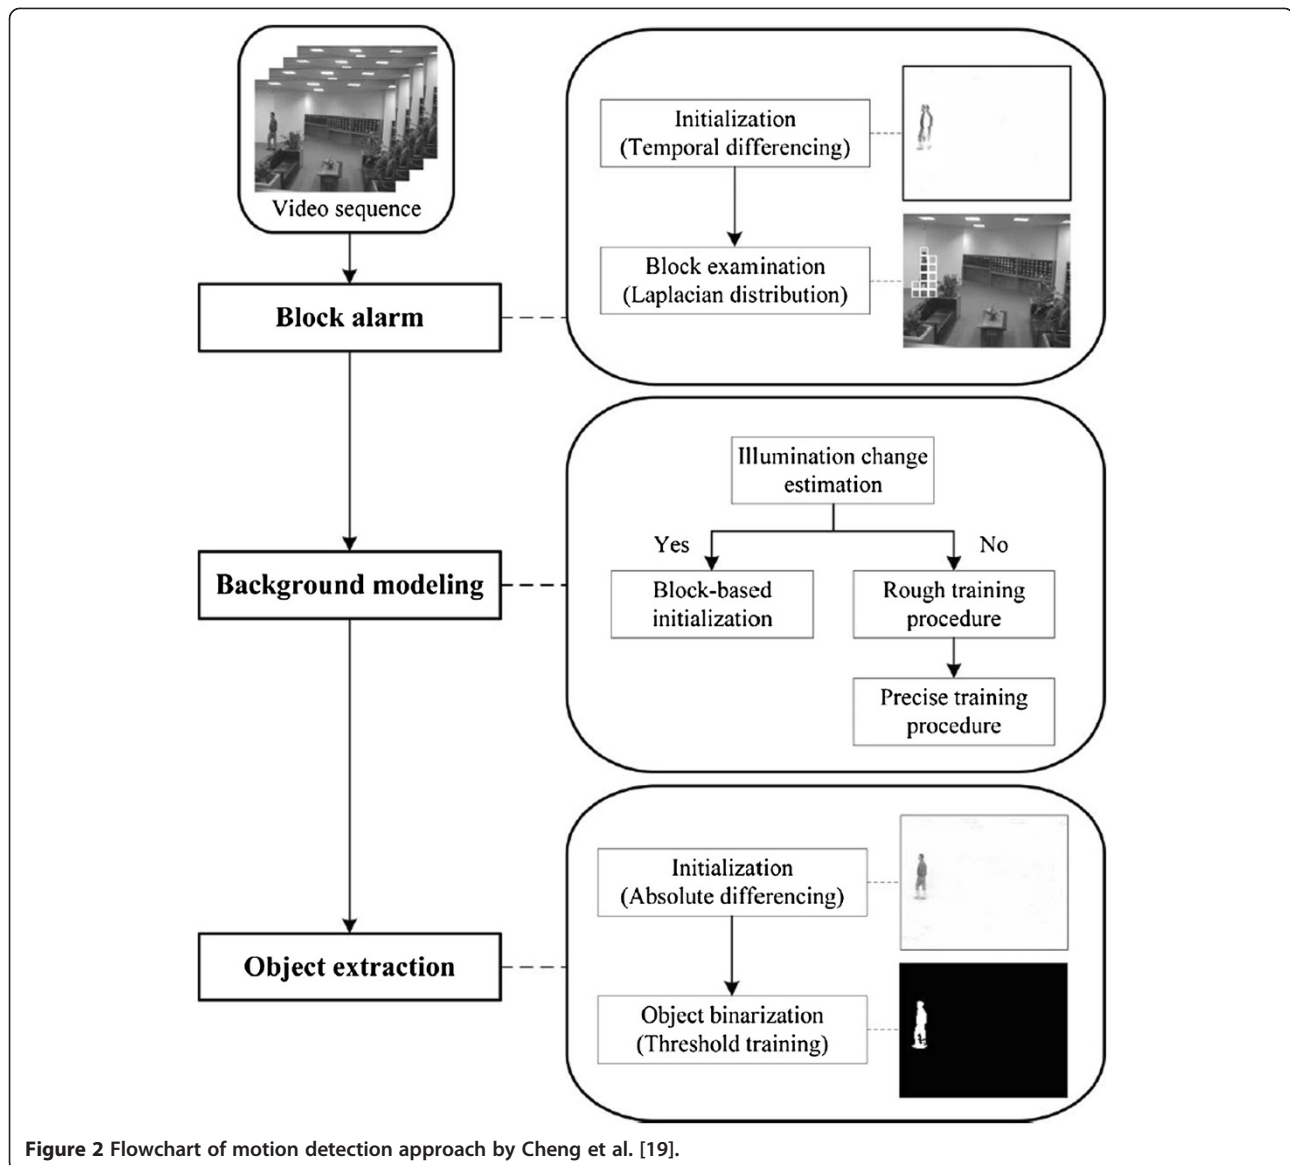 Video sequence
Block alarm
Initialization
(Temporal differencing)
Block examination
(Laplacian distribution)
Background modeling
Illumination change
estimation
Yes
No
Block-based
initialization
Rough training
procedure
Precise training
procedure
Object extraction
Initialization
(Absolute differencing)
Object binarization
(Threshold training)
Figure 2 Flowchart of motion detection approach by Cheng et al. [19].